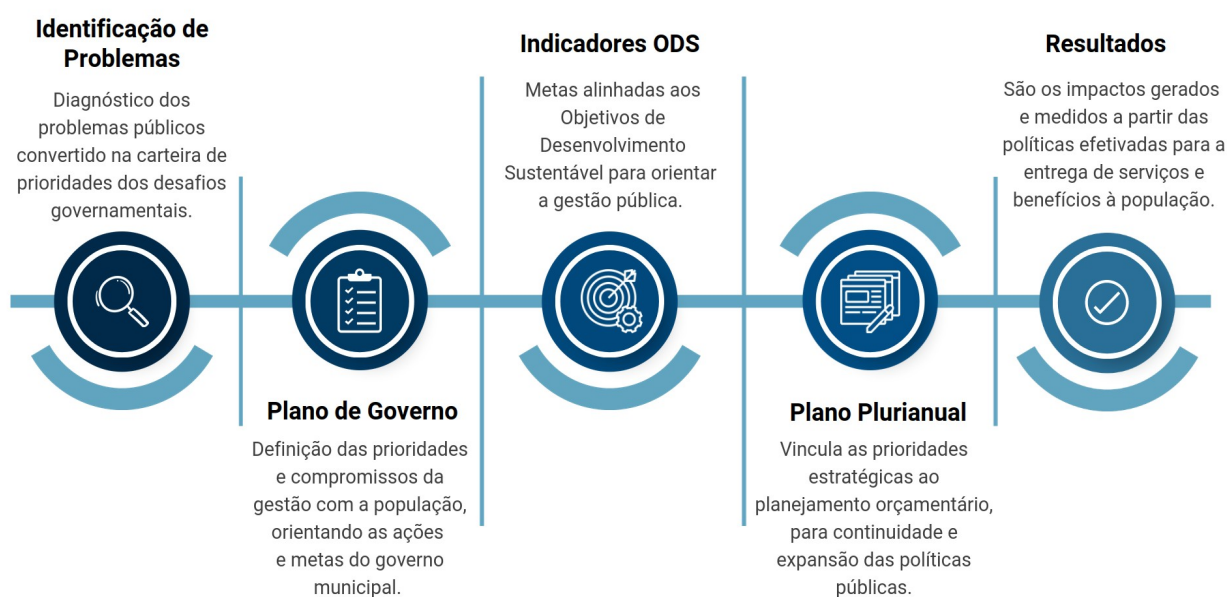 Identificação de
Problemas
Diagnóstico dos
problemas públicos
convertido na carteira de
prioridades dos desafios
governamentais.
Plano de Governo
Definição das prioridades
e compromissos da
gestão com a população,
orientando as ações
e metas do governo
municipal.
Indicadores ODS
Metas alinhadas aos
Objetivos de
Desenvolvimento
Sustentável para orientar
a gestão pública.
Plano Plurianual
Vincula as prioridades
estratégicas ao
planejamento orçamentário,
para continuidade e
expansão das políticas
públicas.
Resultados
São os impactos gerados
e medidos a partir das
políticas efetivadas para a
entrega de serviços e
benefícios à população.